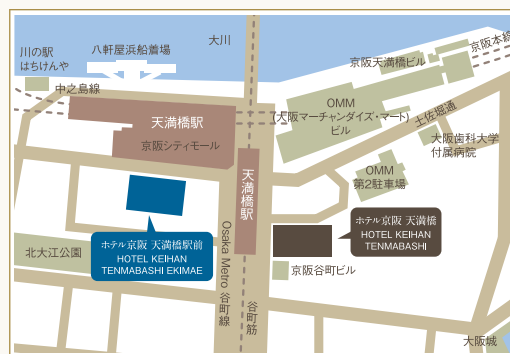 川の駅
はちけんや
八軒屋浜船着場
大川
京阪天満橋ビル
京阪本線
中之島線
天満橋駅
京阪シティモール
OMM
(大阪マーチャンダイズ・マート)
ビル
土佐堀通
大阪歯科大学
付属病院
OMM
第2駐車場
天満橋駅
ホテル京阪 天満橋
HOTEL KEIHAN
TENMABASHI
ホテル京阪 天満橋駅前
HOTEL KEIHAN
TENMABASHI EKIMAE
北大江公園
Osaka Metro 谷町線
谷町筋
京阪谷町ビル
大阪城